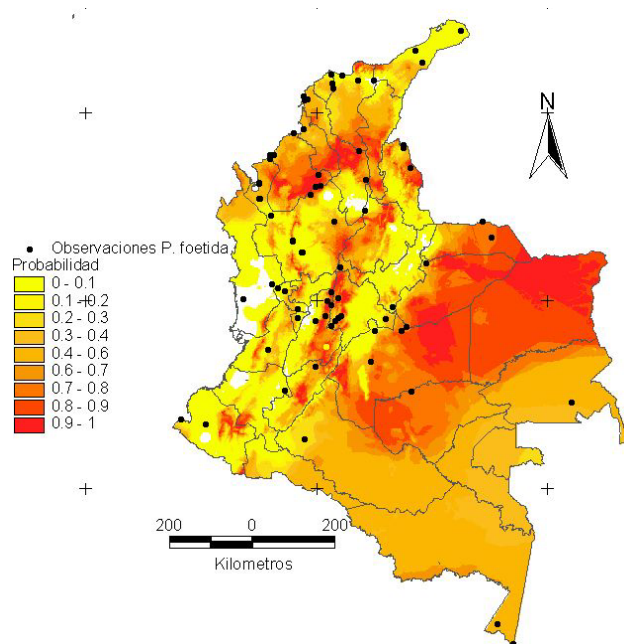 N
Observaciones P. foetida
Probabilidad
0 - 0.1
0.1 - 0.2
0.2 - 0.3
0.3 - 0.4
0.4 - 0.6
0.6 - 0.7
0.7 - 0.8
0.8 - 0.9
0.9 - 1
200 0 200
Kilometros